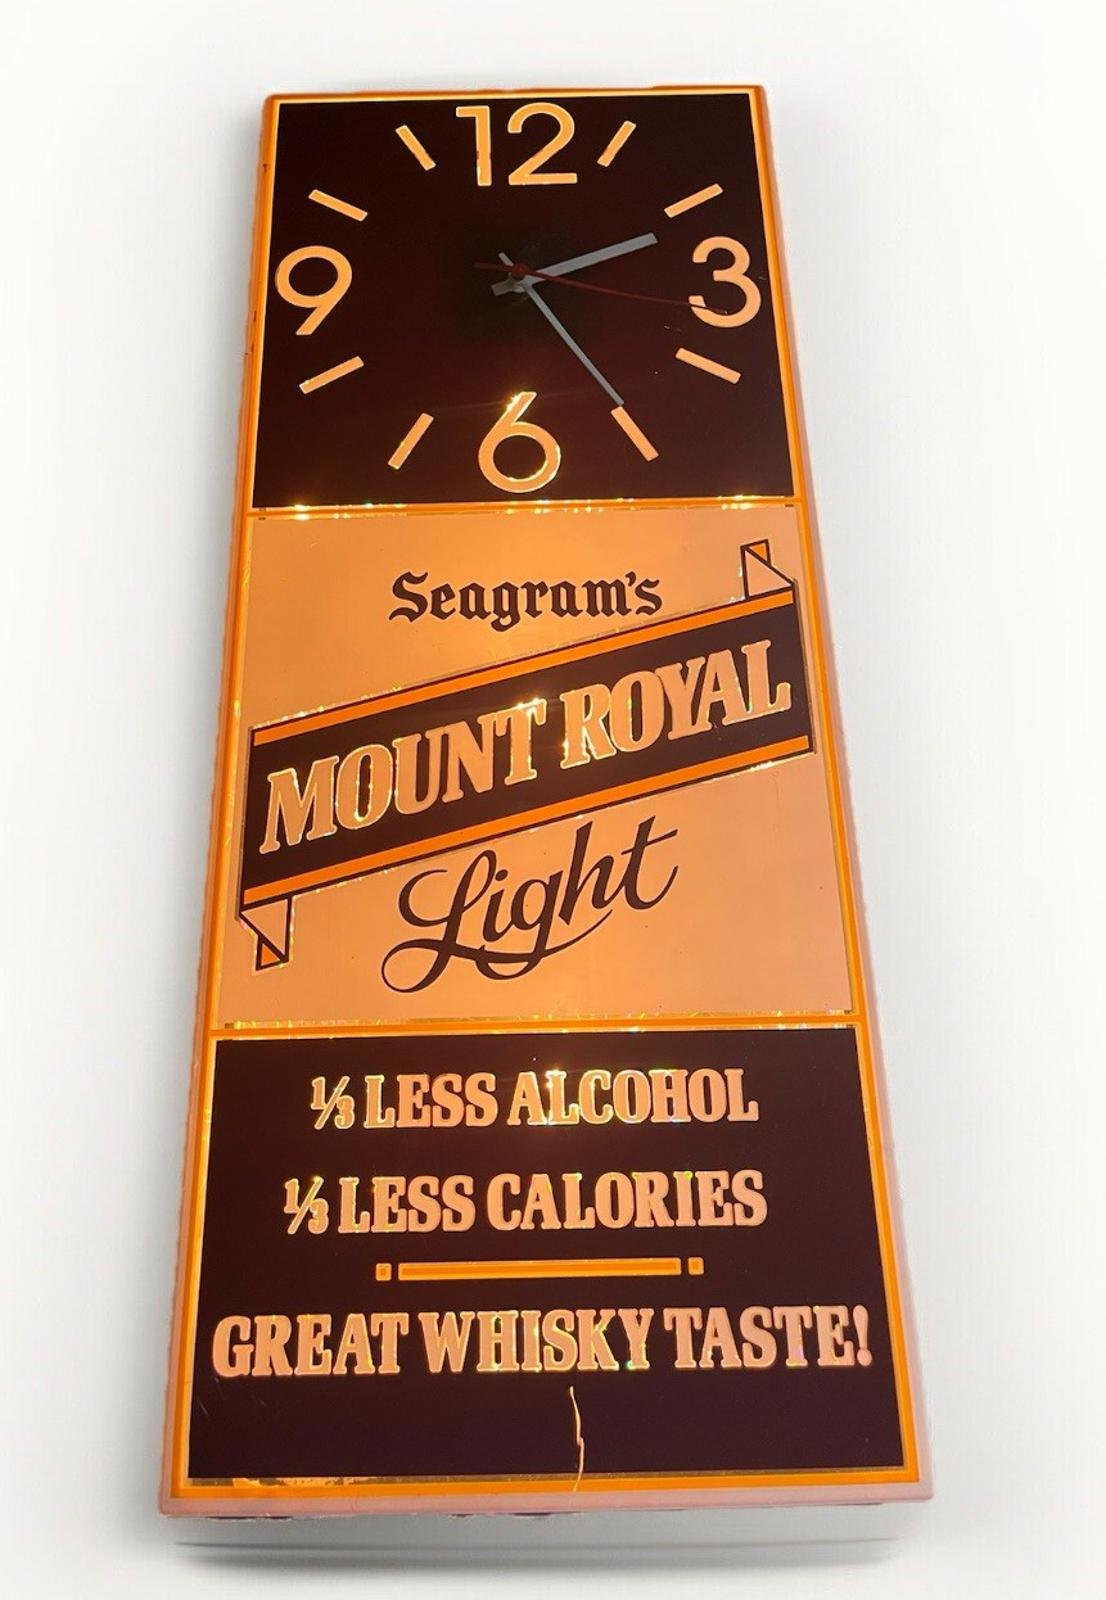 12
9
3
6
Seagram's
MOUNT ROYAL
Light
⅓ LESS ALCOHOL
⅓ LESS CALORIES
GREAT WHISKY TASTE!